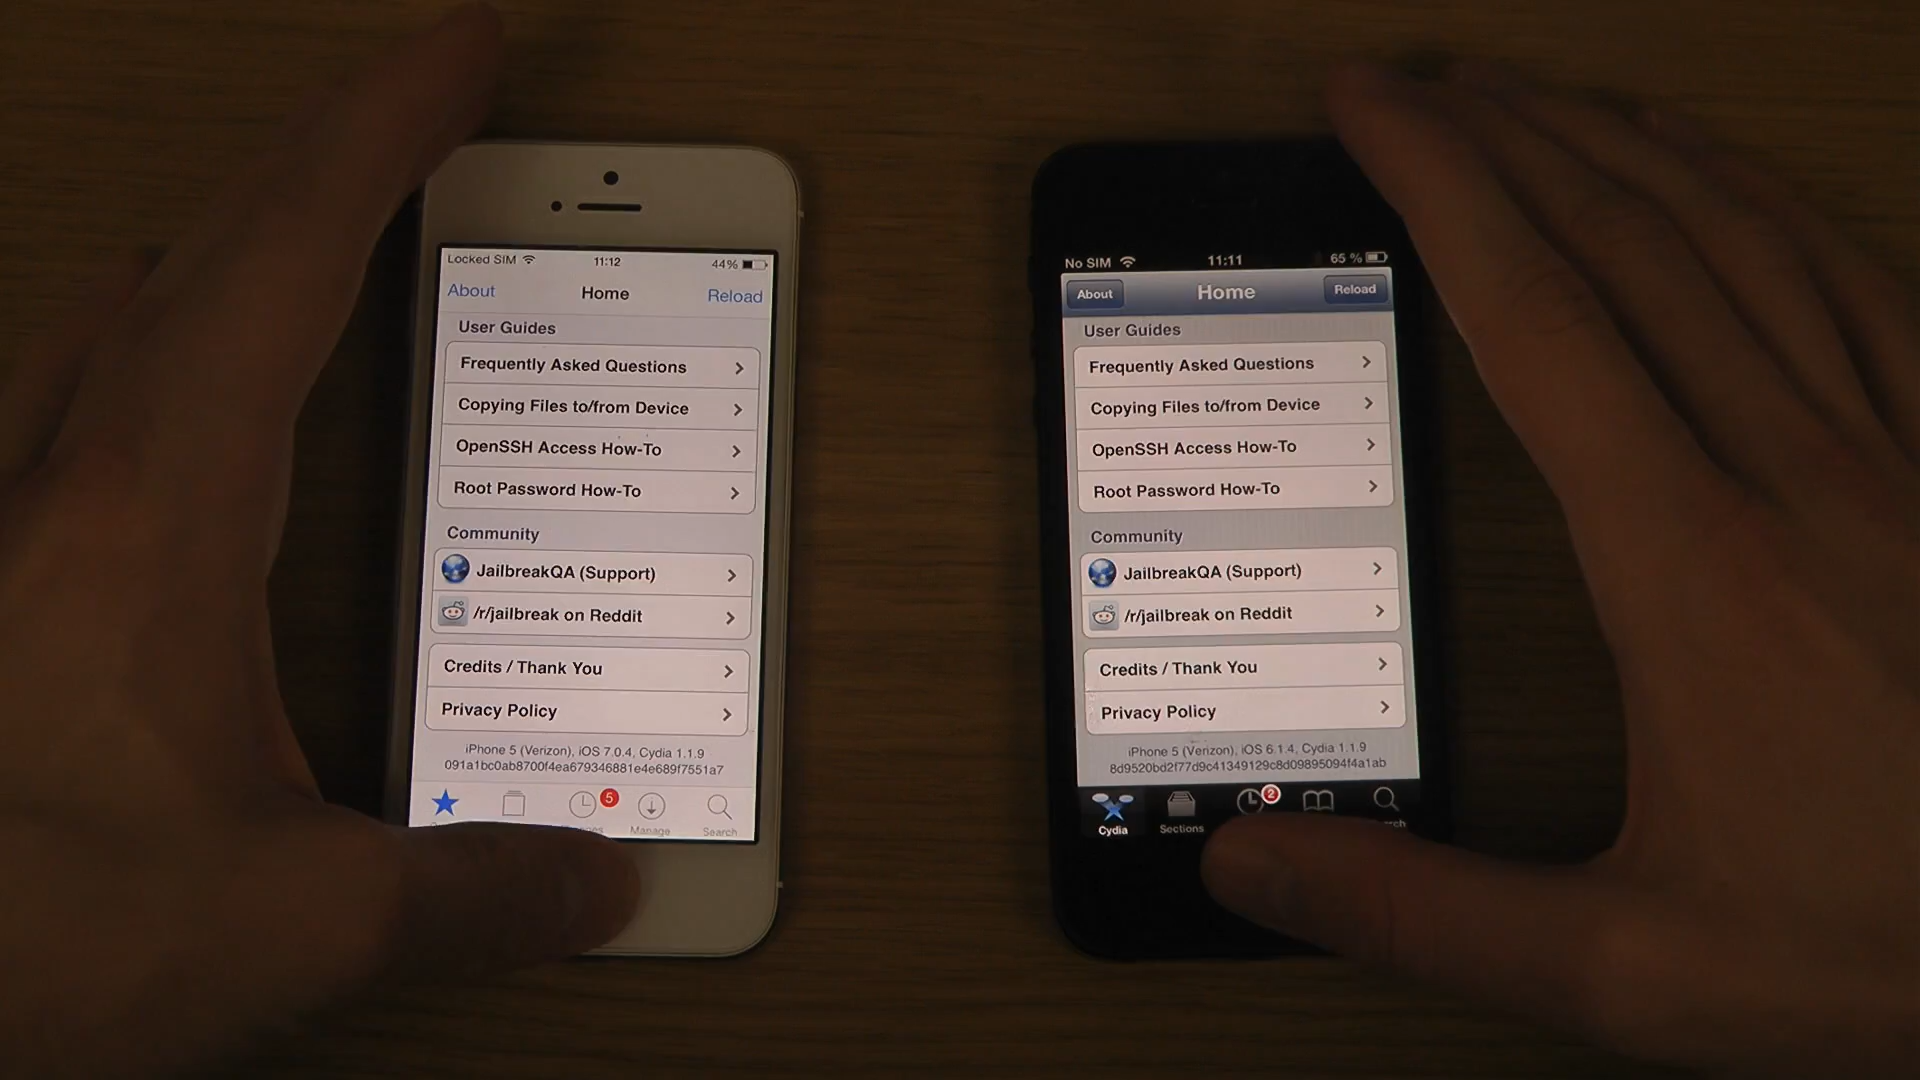 Locked SIM 11:12 44%
About Home Reload
User Guides
Frequently Asked Questions
Copying Files to/from Device
OpenSSH Access How-To
Root Password How-To
Community
JailbreakQA (Support)
/r/jailbreak on Reddit
Credits / Thank You
Privacy Policy
iPhone 5 (Verizon), iOS 7.0.4, Cydia 1.1.9
091a1bc0ab8700f4ea679346881e4e689f7551a7
5
Manage Search
No SIM 11:11 65 %
About Home Reload
User Guides
Frequently Asked Questions
Copying Files to/from Device
OpenSSH Access How-To
Root Password How-To
Community
JailbreakQA (Support)
/r/jailbreak on Reddit
Credits / Thank You
Privacy Policy
iPhone 5 (Verizon), iOS 6.1.4, Cydia 1.1.9
8d9520bd2f77d9c41349129c8d09895094f4a1ab
2
Cydia Sections